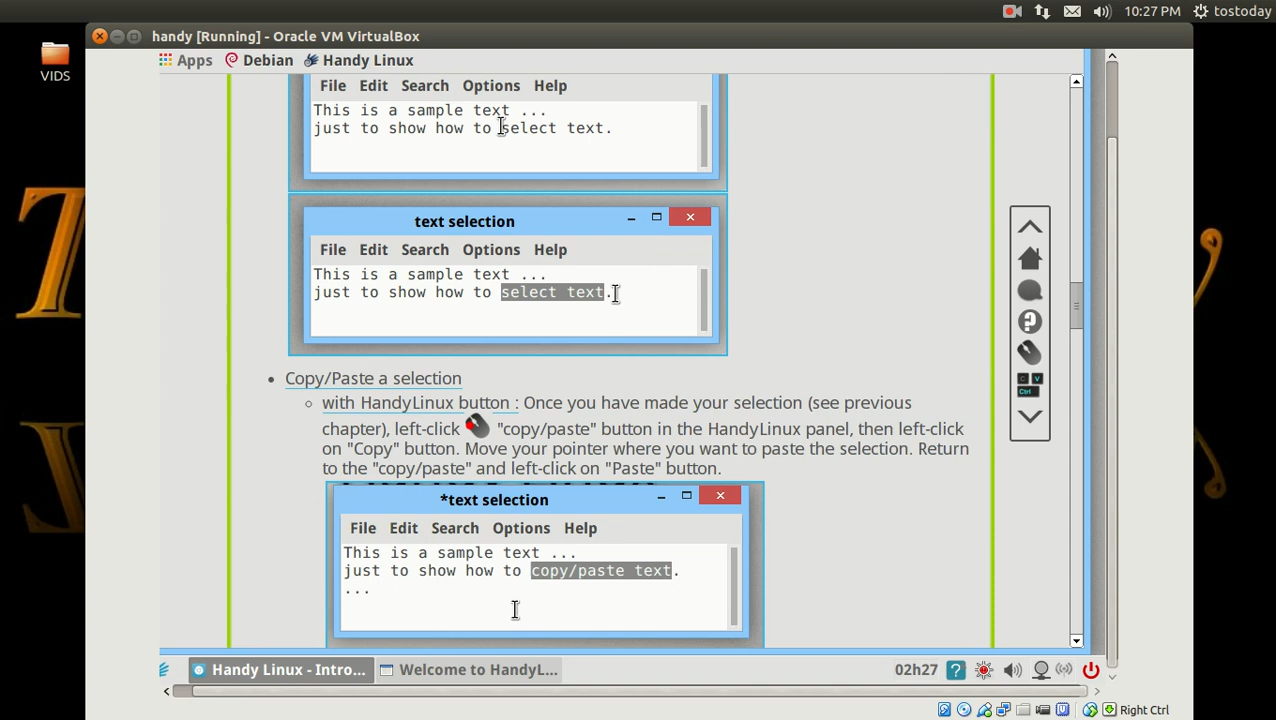 10:27 PM tostoday
handy [Running] - Oracle VM VirtualBox
VIDS
Apps Debian Handy Linux
File Edit Search Options Help
This is a sample text ...
just to show how to select text.
text selection
File Edit Search Options Help
This is a sample text ...
just to show how to select text.
• Copy/Paste a selection
with HandyLinux button : Once you have made your selection (see previous
chapter), left-click "copy/paste" button in the HandyLinux panel, then left-click
on "Copy" button. Move your pointer where you want to paste the selection. Return
to the "copy/paste" and left-click on "Paste" button.
*text selection
File Edit Search Options Help
This is a sample text ...
just to show how to copy/paste text.
...
C V
Ctrl
Handy Linux - Intro... Welcome to HandyL... 02h27
Right Ctrl